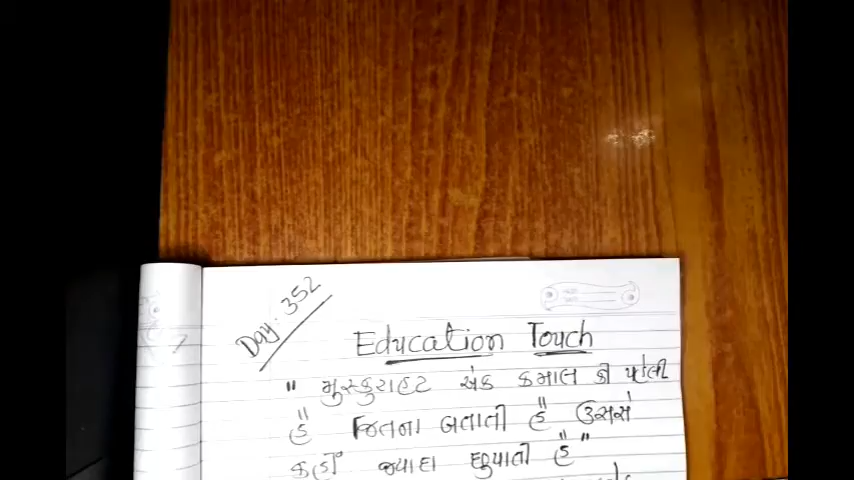 Day. 352
Education Touch
" મુસ્કુરાહટ એક કમાલ કી પહેલી
હૈ જિતના બતાતી હૈ ઉસસે
કહીં જ્યાદા છુપાતી હૈ "